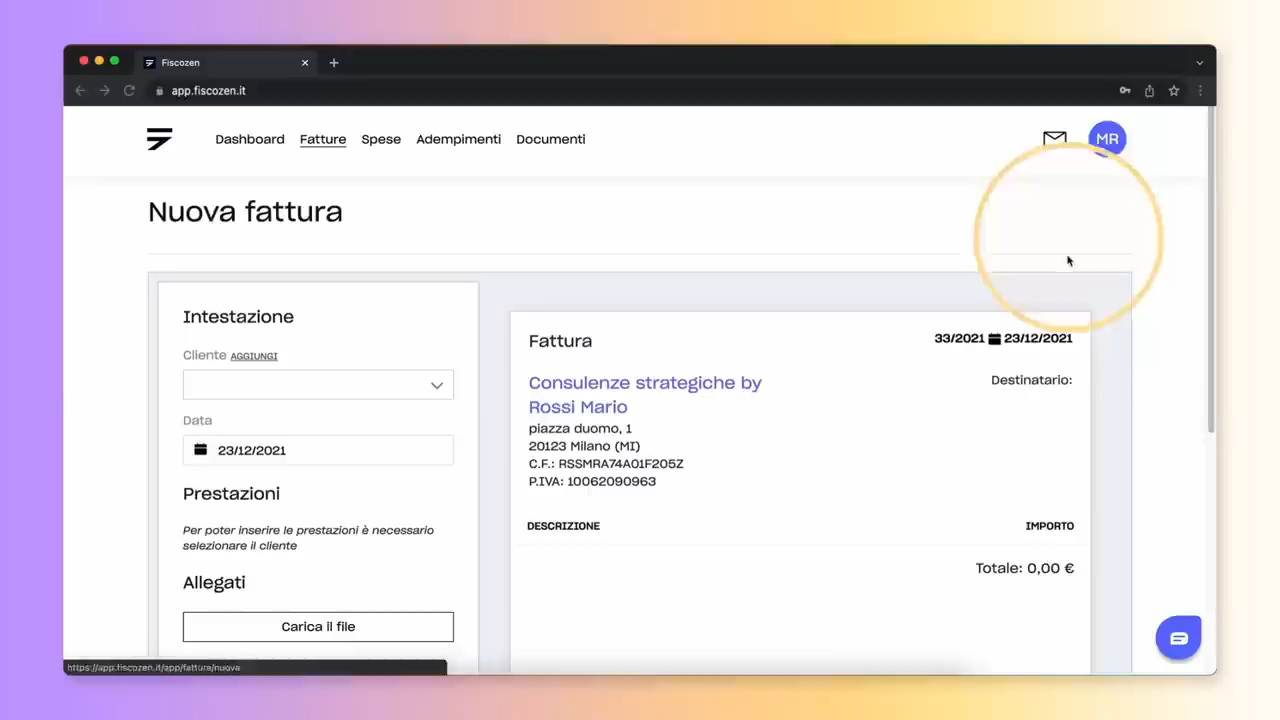 Fiscozen
app.fiscozen.it
Dashboard Fatture Spese Adempimenti Documenti
MR
Nuova fattura
Intestazione
Cliente AGGIUNGI
Data
23/12/2021
Prestazioni
Per poter inserire le prestazioni è necessario
selezionare il cliente
Allegati
Carica il file
Fattura
33/2021 23/12/2021
Consulenze strategiche by
Rossi Mario
Destinatario:
piazza duomo, 1
20123 Milano (MI)
C.F.: RSSMRA74A01F205Z
P.IVA: 10062090963
DESCRIZIONE IMPORTO
Totale: 0,00 €
https://app.fiscozen.it/app/fattura/nuova